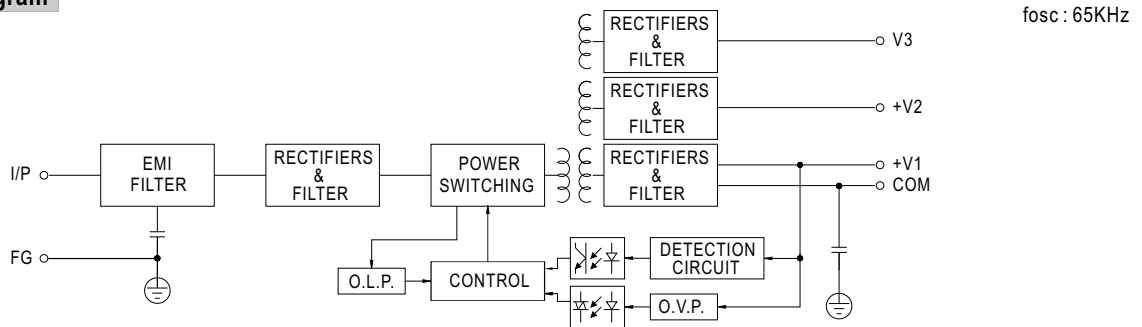 gram
fosc : 65KHz
RECTIFIERS
&
FILTER
V3
RECTIFIERS
&
FILTER
+V2
I/P
EMI
FILTER
RECTIFIERS
&
FILTER
POWER
SWITCHING
RECTIFIERS
&
FILTER
+V1
COM
FG
O.L.P.
CONTROL
DETECTION
CIRCUIT
O.V.P.